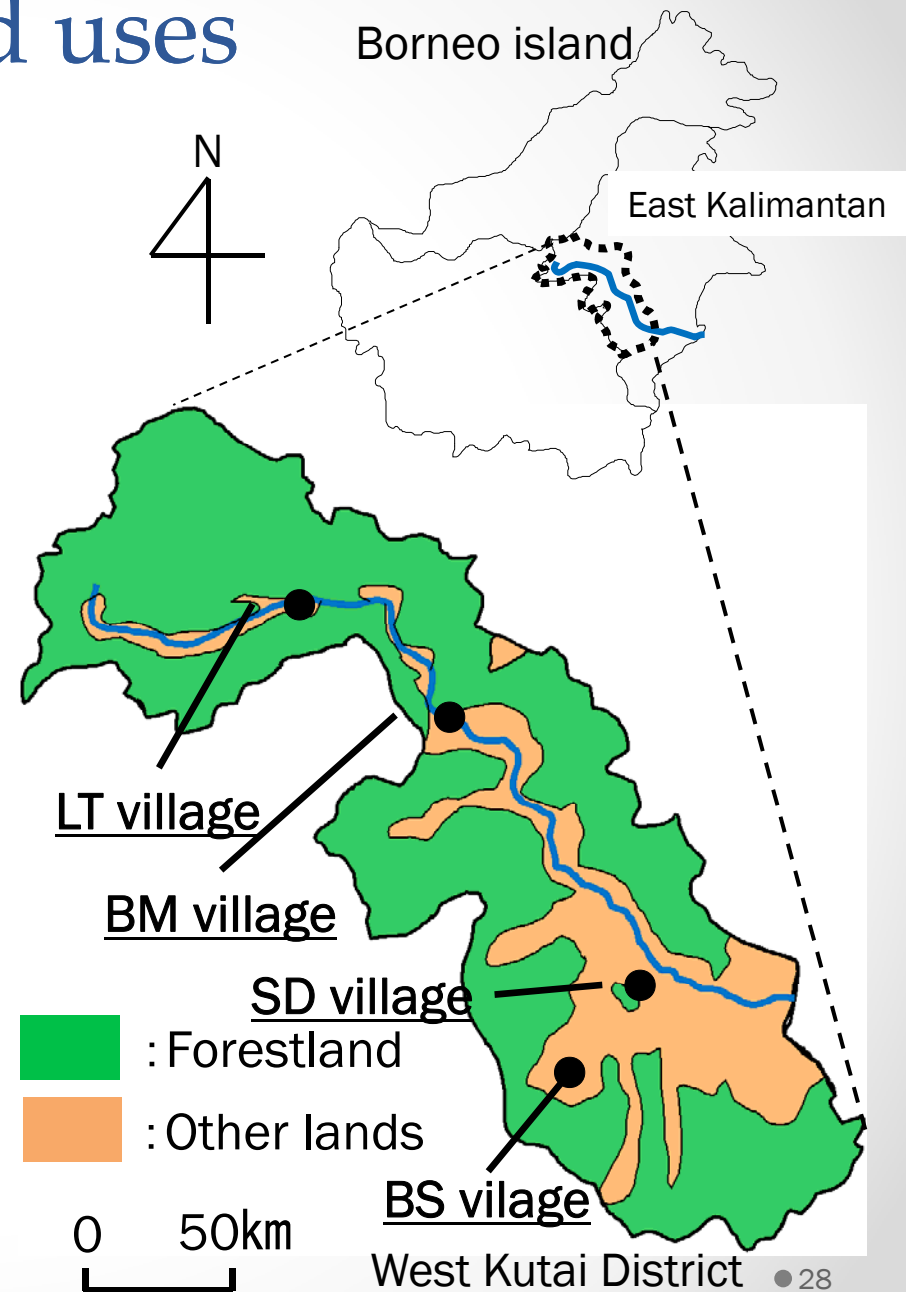 d uses
Borneo island
N
East Kalimantan
LT village
BM village
SD village
: Forestland
: Other lands
BS vilage
0 50km
West Kutai District
28